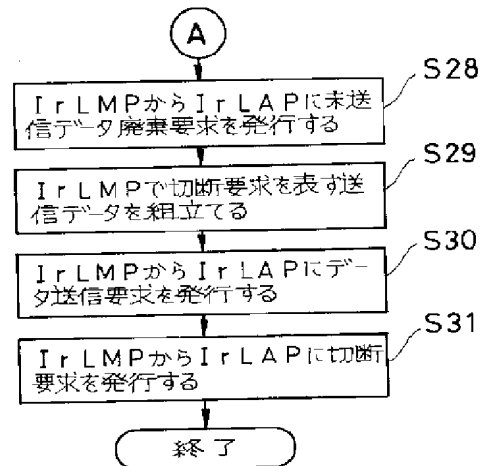 A
S28
IrLMPからIrLAPに未送
信データ廃棄要求を発行する
S29
IrLMPで切断要求を表す送
信データを組立てる
S30
IrLMPからIrLAPにデー
タ送信要求を発行する
S31
IrLMPからIrLAPに切断
要求を発行する
終了